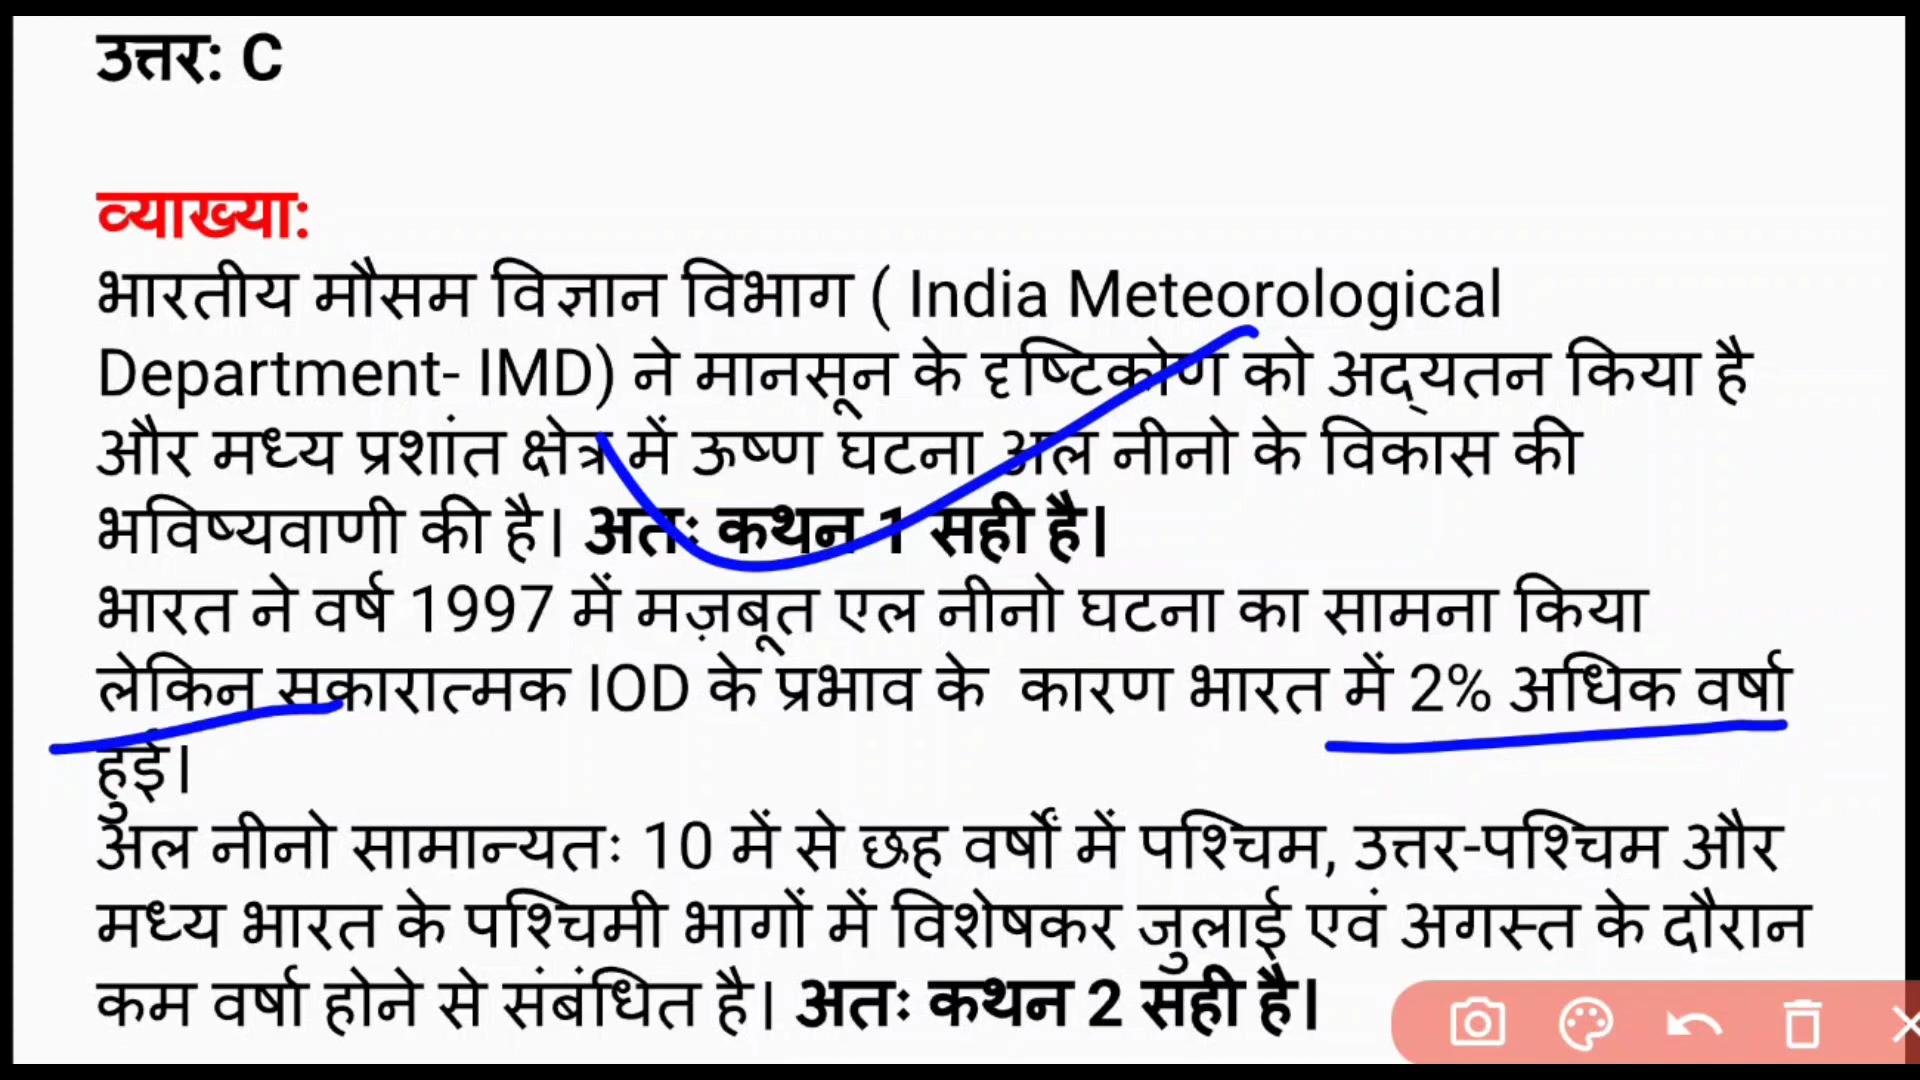 उत्तर: C
व्याख्या:
भारतीय मौसम विज्ञान विभाग ( India Meteorological
Department- IMD) ने मानसून के दृष्टिकोण को अद्यतन किया है
और मध्य प्रशांत क्षेत्र में ऊष्ण घटना अल नीनो के विकास की
भविष्यवाणी की है। अतः कथन 1 सही है।
भारत ने वर्ष 1997 में मज़बूत एल नीनो घटना का सामना किया
लेकिन सकारात्मक IOD के प्रभाव के कारण भारत में 2% अधिक वर्षा
हुई।
अल नीनो सामान्यतः 10 में से छह वर्षों में पश्चिम, उत्तर-पश्चिम और
मध्य भारत के पश्चिमी भागों में विशेषकर जुलाई एवं अगस्त के दौरान
कम वर्षा होने से संबंधित है। अतः कथन 2 सही है।